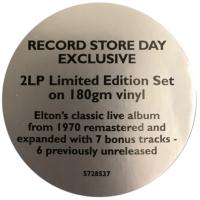 RECORD STORE DAY
EXCLUSIVE
2LP Limited Edition Set
on 180gm vinyl
Elton's classic live album
from 1970 remastered and
expanded with 7 bonus tracks -
6 previously unreleased
5728537